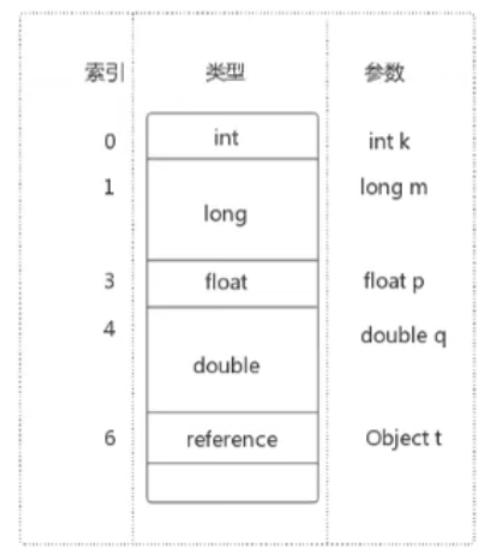 索引 类型 参数
0 int int k
1 long m
long
3 float float p
4 double q
double
6 reference Object t